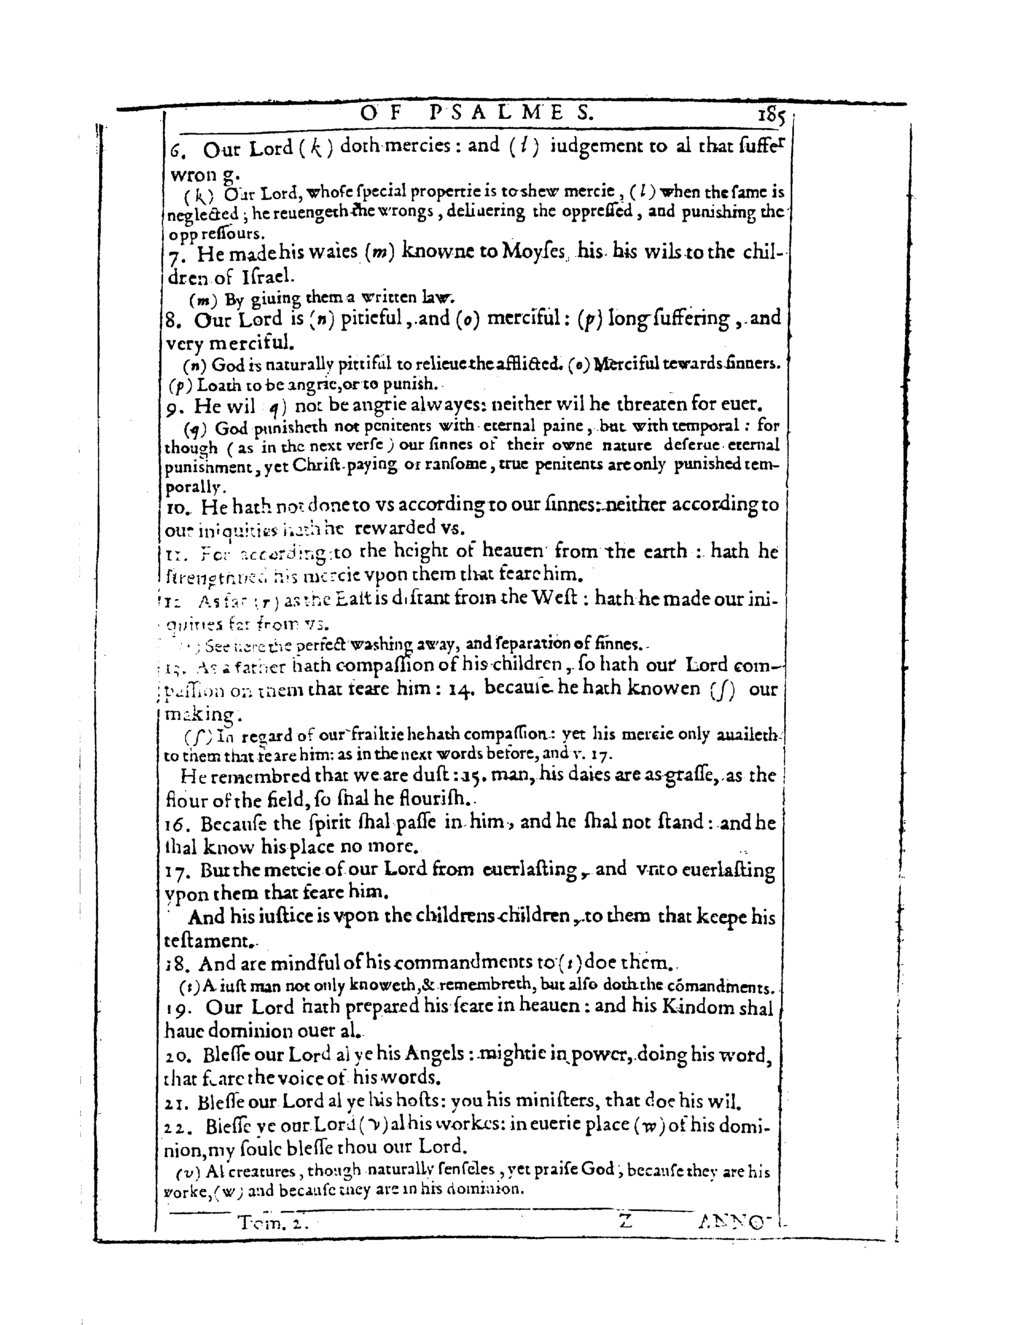 OF PSALMES. 185
6. Our Lord (k) doth mercies : and (l) iudgement to al that ſuffer
wrong.
(k) Our Lord, whoſe ſpecial propertie is to shew mercie, (l) when the ſame is
neglected ; he reuengeth the wrongs, deliuering the oppreſſed, and punishing the
oppreſſours.
7. He made his waies (m) knowne to Moyſes, his his wils to the chil-
dren of Iſrael.
(m) By giuing them a written law.
8. Our Lord is (n) pitieful, and (o) merciful : (p) long ſuffering, and
very merciful.
(n) God is naturally pittiful to relieue the afflicted. (o) Merciful tewards ſinners.
(p) Loath to be angrie, or to punish.
9. He wil q) not be angrie alwayes: neither wil he threaten for euer.
(q) God punisheth not penitents with eternal paine, but with temporal : for
though ( as in the next verſe ) our ſinnes of their owne nature deſerue eternal
punishment, yet Chriſt paying or ranſome, true penitents are only punished tem-
porally.
10. He hath not done to vs according to our ſinnes: neither according to
our iniquities hath he rewarded vs.
11. For according to the height of heauen from the earth : hath he
ſtrengthned his mercie vpon them that feare him.
12 As far (r) as the Eaſt is diſtant from the Weſt : hath he made our ini-
quities far from vs.
) See here the perfect washing away, and ſeparation of ſinnes.
13. As a father hath compaſſion of his children, ſo hath our Lord com-
paſſion on them that feare him : 14. becauſe he hath knowen (ſ) our
making.
(ſ) In regard of our frailtie he hath compaſſion : yet his mercie only auaileth
to them that feare him: as in the next words before, and v. 17.
He remembred that we are duſt : 15. man, his daies are as graſſe, as the
flour of the field, ſo ſhal he flouriſh.
16. Becauſe the ſpirit ſhal paſſe in him, and he ſhal not ſtand : and he
ſhal know his place no more.
17. But the mercie of our Lord from euerlaſting, and vnto euerlaſting
vpon them that feare him.
And his iuſtice is vpon the childrens children, to them that keepe his
teſtament.
18. And are mindful of his commandments to (t) doe them.
(t) A iuſt man not only knoweth, & remembreth, but alſo doth the cõmandments.
19. Our Lord hath prepared his ſeate in heauen : and his Kindom shal
haue dominion ouer al.
20. Bleſſe our Lord al ye his Angels : mightie in power, doing his word,
that heare the voice of his words.
21. Bleſſe our Lord al ye his hoſts: you his miniſters, that doe his wil.
22. Bleſſe ye our Lord (v) al his workes: in euerie place (w) of his domi-
nion, my ſoule bleſſe thou our Lord.
(v) Al creatures, though naturally ſenſeles, yet praiſe God, becauſe they are his
worke, (w) and becauſe they are in his dominion.
Tom. 2. Z ANNO-